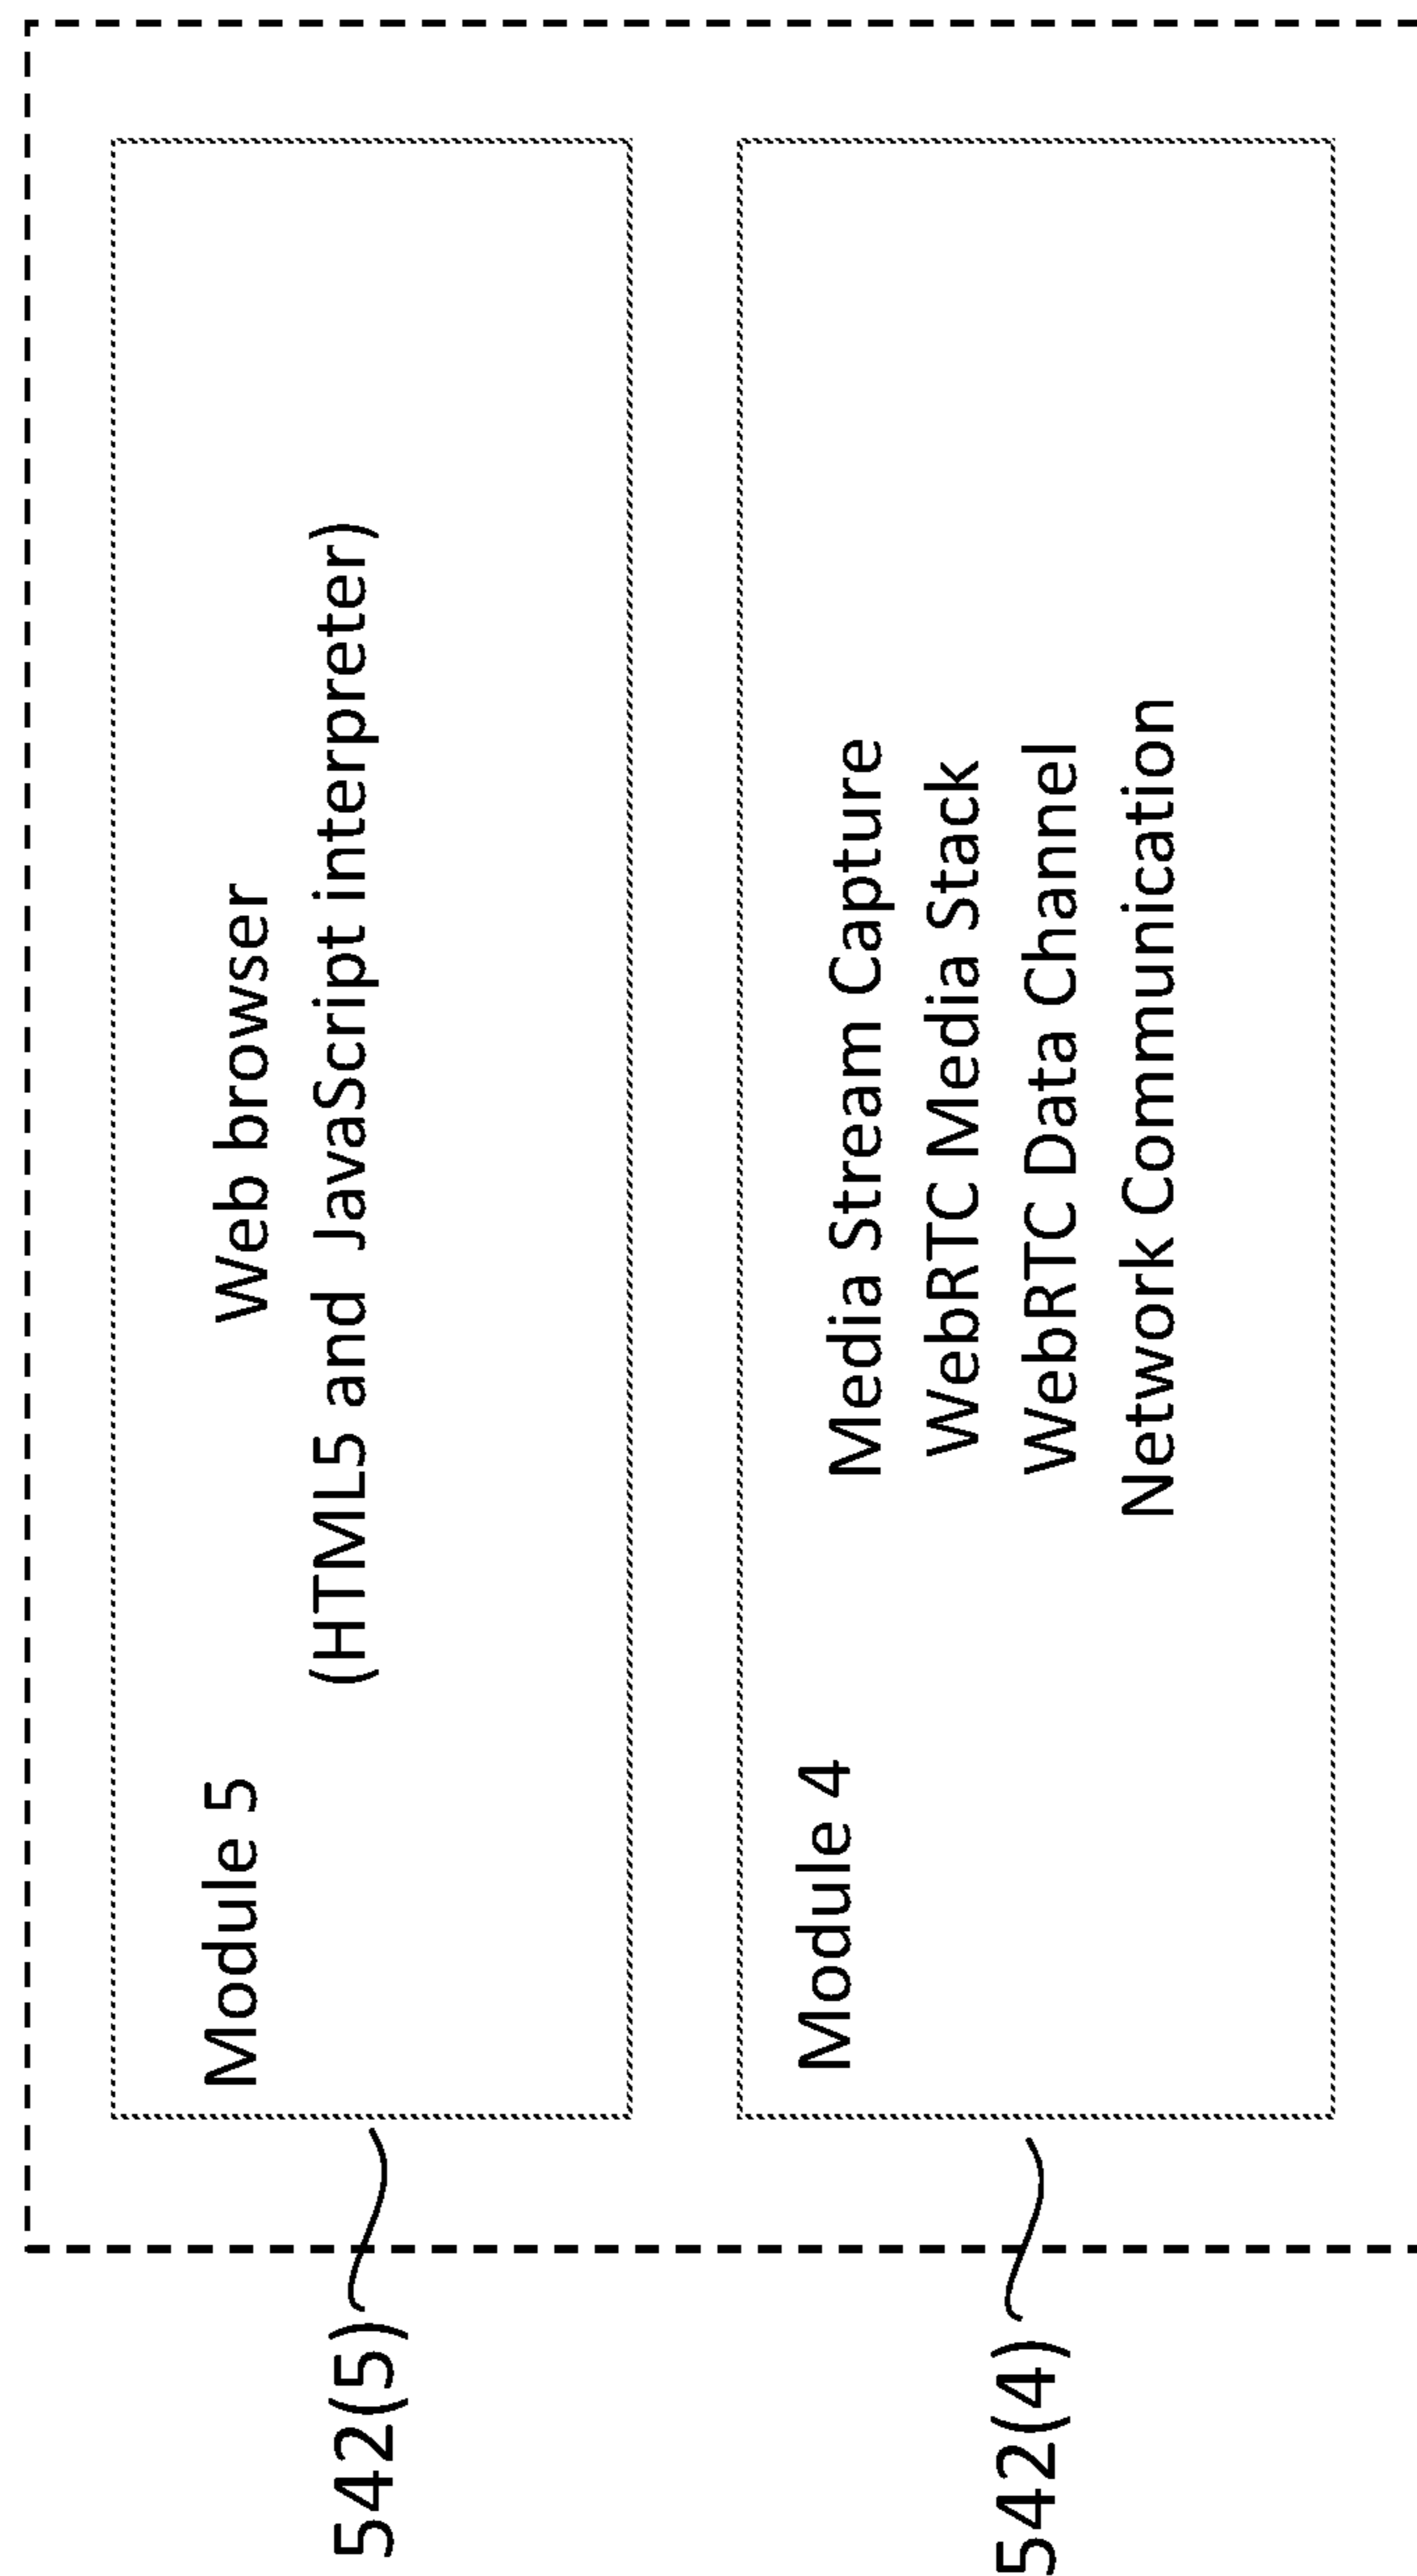 542(5)
Module 5
Web browser
(HTML5 and JavaScript interpreter)
542(4)
Module 4
Media Stream Capture
WebRTC Media Stack
WebRTC Data Channel
Network Communication